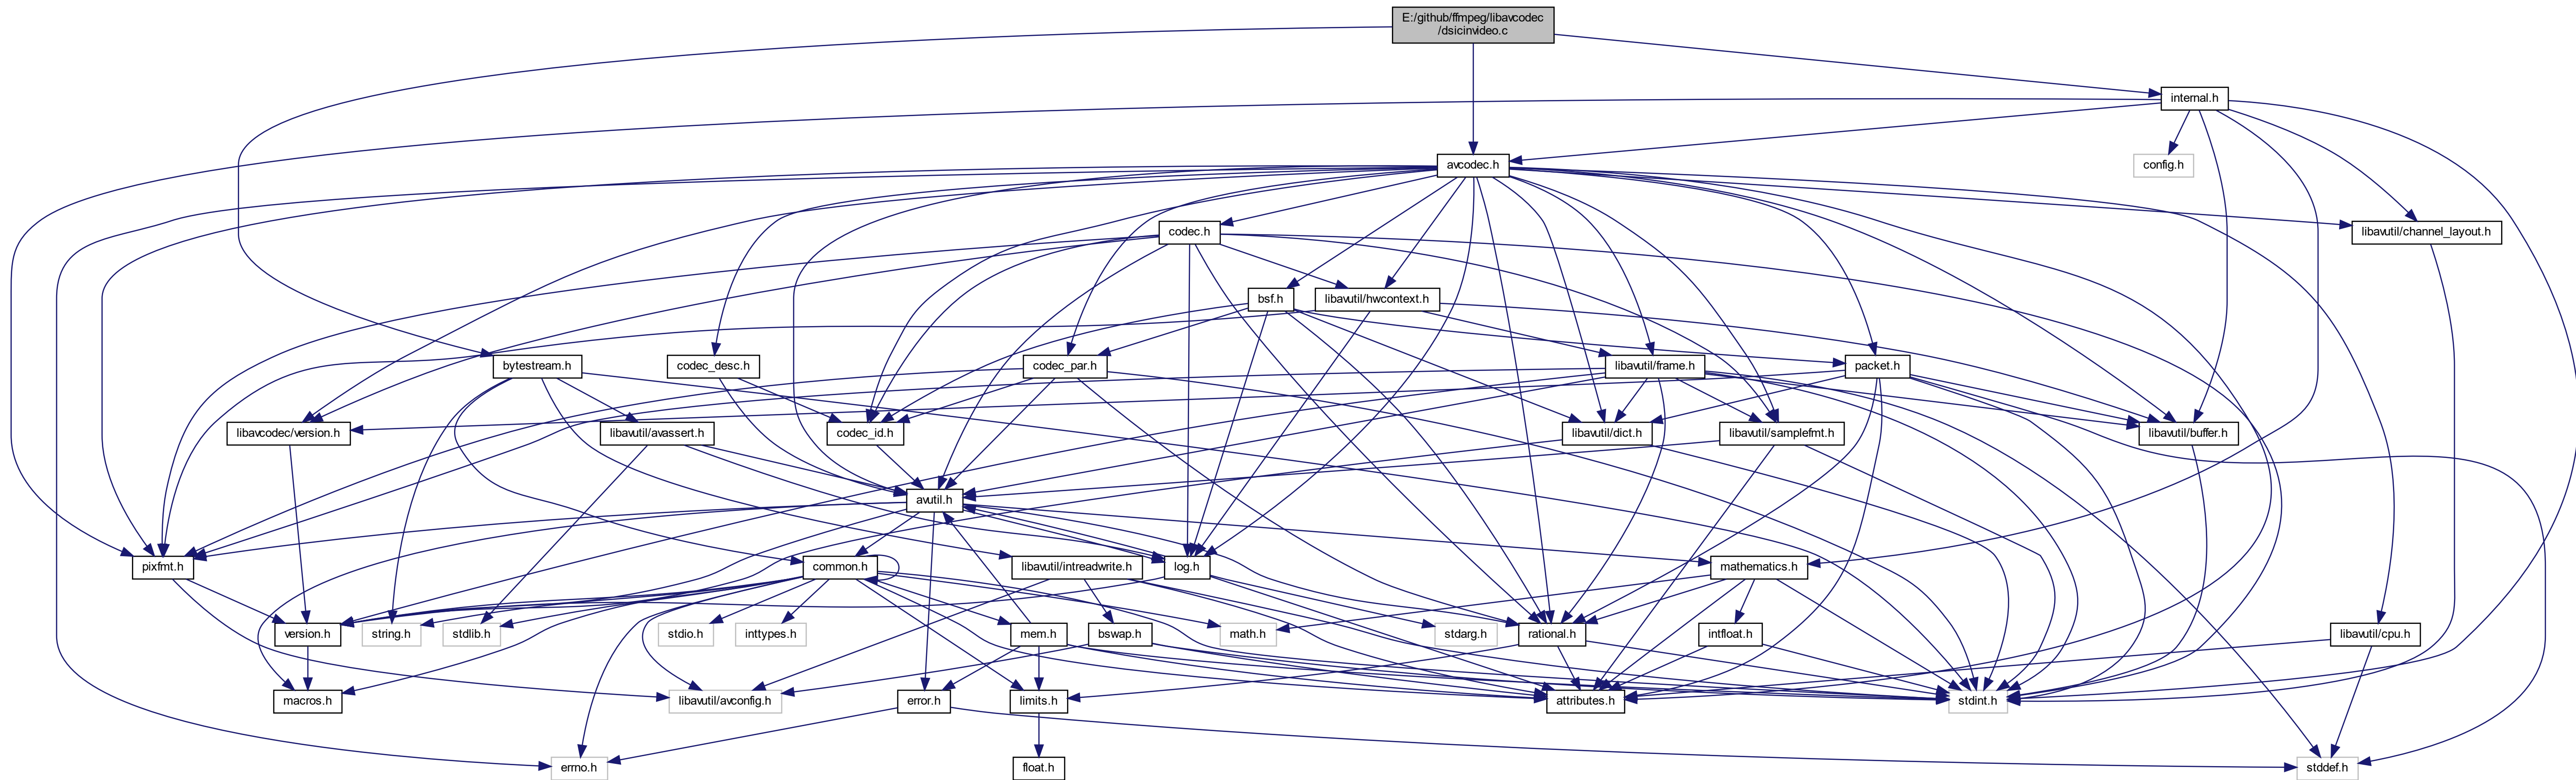 E:/github/ffmpeg/libavcodec
/dsicinvideo.c
internal.h
avcodec.h
config.h
codec.h
libavutil/channel_layout.h
bsf.h
libavutil/hwcontext.h
bytestream.h
codec_desc.h
codec_par.h
libavutil/frame.h
packet.h
libavcodec/version.h
libavutil/avassert.h
codec_id.h
libavutil/dict.h
libavutil/samplefmt.h
libavutil/buffer.h
avutil.h
pixfmt.h
common.h
libavutil/intreadwrite.h
log.h
mathematics.h
version.h
string.h
stdlib.h
stdio.h
inttypes.h
mem.h
bswap.h
math.h
stdarg.h
rational.h
intfloat.h
libavutil/cpu.h
macros.h
libavutil/avconfig.h
error.h
limits.h
attributes.h
stdint.h
errno.h
float.h
stddef.h